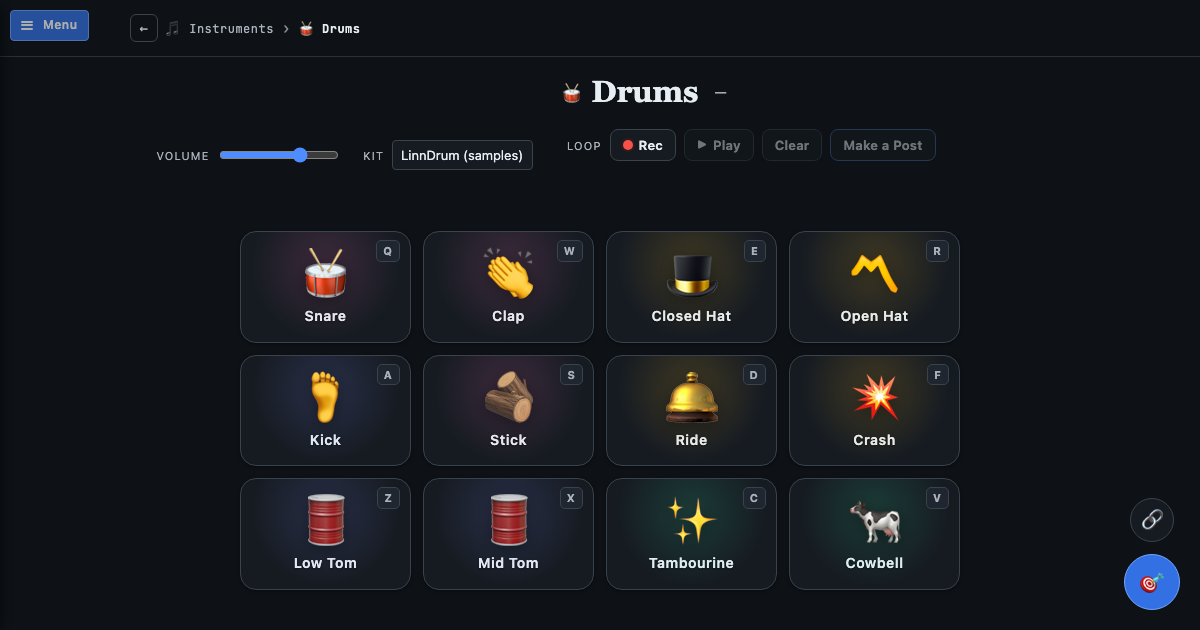 Menu
← Instruments › Drums
Drums –
VOLUME
KIT LinnDrum (samples)
LOOP Rec Play Clear Make a Post
Q W E R
Snare Clap Closed Hat Open Hat
A S D F
Kick Stick Ride Crash
Z X C V
Low Tom Mid Tom Tambourine Cowbell